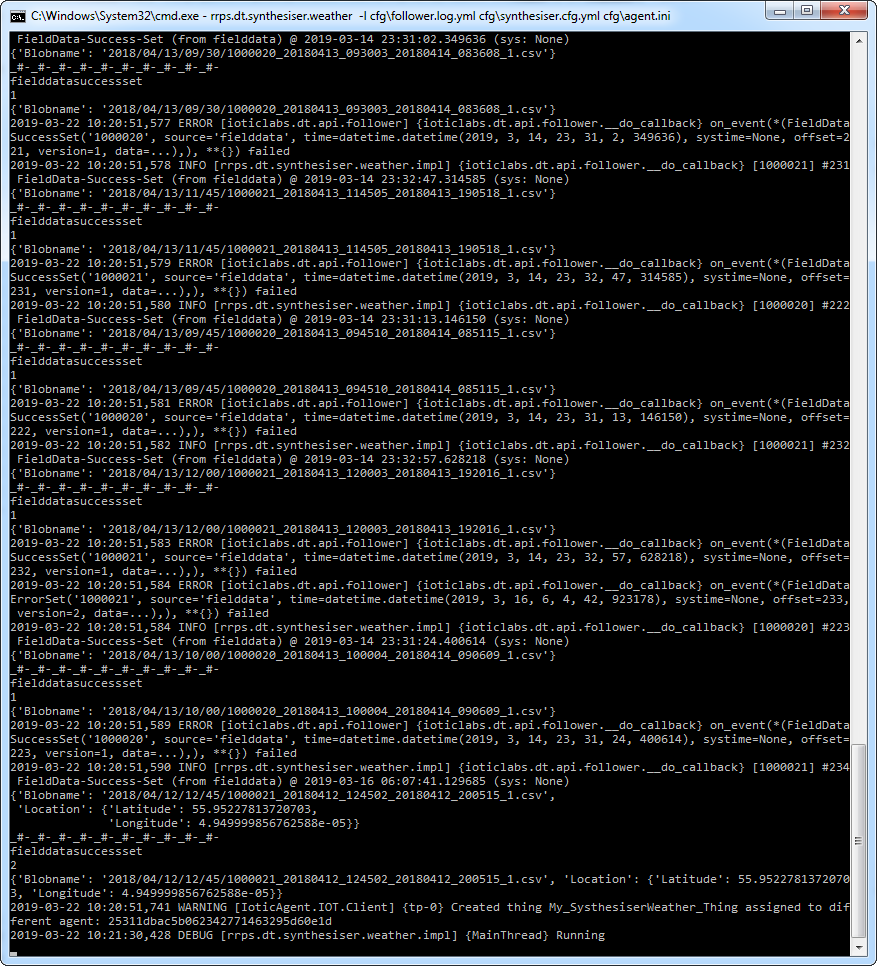 C:\Windows\System32\cmd.exe - rrps.dt.synthesiser.weather  -l cfg\follower.log.yml cfg\synthesiser.cfg.yml cfg\agent.ini
 FieldData-Success-Set (from fielddata) @ 2019-03-14 23:31:02.349636 (sys: None)
{'Blobname': '2018/04/13/09/30/1000020_20180413_093003_20180414_083608_1.csv'}
_#-_#-_#-_#-_#-_#-_#-_#-_#-_#-
fielddatasuccessset
1
{'Blobname': '2018/04/13/09/30/1000020_20180413_093003_20180414_083608_1.csv'}
2019-03-22 10:20:51,577 ERROR [ioticlabs.dt.api.follower] {ioticlabs.dt.api.follower.__do_callback} on_event(*(FieldData
SuccessSet('1000020', source='fielddata', time=datetime.datetime(2019, 3, 14, 23, 31, 2, 349636), systime=None, offset=2
21, version=1, data=...),), **{}) failed
2019-03-22 10:20:51,578 INFO [rrps.dt.synthesiser.weather.impl] {ioticlabs.dt.api.follower.__do_callback} [1000021] #231
 FieldData-Success-Set (from fielddata) @ 2019-03-14 23:32:47.314585 (sys: None)
{'Blobname': '2018/04/13/11/45/1000021_20180413_114505_20180413_190518_1.csv'}
_#-_#-_#-_#-_#-_#-_#-_#-_#-_#-
fielddatasuccessset
1
{'Blobname': '2018/04/13/11/45/1000021_20180413_114505_20180413_190518_1.csv'}
2019-03-22 10:20:51,579 ERROR [ioticlabs.dt.api.follower] {ioticlabs.dt.api.follower.__do_callback} on_event(*(FieldData
SuccessSet('1000021', source='fielddata', time=datetime.datetime(2019, 3, 14, 23, 32, 47, 314585), systime=None, offset=
231, version=1, data=...),), **{}) failed
2019-03-22 10:20:51,580 INFO [rrps.dt.synthesiser.weather.impl] {ioticlabs.dt.api.follower.__do_callback} [1000020] #222
 FieldData-Success-Set (from fielddata) @ 2019-03-14 23:31:13.146150 (sys: None)
{'Blobname': '2018/04/13/09/45/1000020_20180413_094510_20180414_085115_1.csv'}
_#-_#-_#-_#-_#-_#-_#-_#-_#-_#-
fielddatasuccessset
1
{'Blobname': '2018/04/13/09/45/1000020_20180413_094510_20180414_085115_1.csv'}
2019-03-22 10:20:51,581 ERROR [ioticlabs.dt.api.follower] {ioticlabs.dt.api.follower.__do_callback} on_event(*(FieldData
SuccessSet('1000020', source='fielddata', time=datetime.datetime(2019, 3, 14, 23, 31, 13, 146150), systime=None, offset=
222, version=1, data=...),), **{}) failed
2019-03-22 10:20:51,582 INFO [rrps.dt.synthesiser.weather.impl] {ioticlabs.dt.api.follower.__do_callback} [1000021] #232
 FieldData-Success-Set (from fielddata) @ 2019-03-14 23:32:57.628218 (sys: None)
{'Blobname': '2018/04/13/12/00/1000021_20180413_120003_20180413_192016_1.csv'}
_#-_#-_#-_#-_#-_#-_#-_#-_#-_#-
fielddatasuccessset
1
{'Blobname': '2018/04/13/12/00/1000021_20180413_120003_20180413_192016_1.csv'}
2019-03-22 10:20:51,583 ERROR [ioticlabs.dt.api.follower] {ioticlabs.dt.api.follower.__do_callback} on_event(*(FieldData
SuccessSet('1000021', source='fielddata', time=datetime.datetime(2019, 3, 14, 23, 32, 57, 628218), systime=None, offset=
232, version=1, data=...),), **{}) failed
2019-03-22 10:20:51,584 ERROR [ioticlabs.dt.api.follower] {ioticlabs.dt.api.follower.__do_callback} on_event(*(FieldData
ErrorSet('1000021', source='fielddata', time=datetime.datetime(2019, 3, 16, 6, 4, 42, 923178), systime=None, offset=233,
 version=2, data=...),), **{}) failed
2019-03-22 10:20:51,584 INFO [rrps.dt.synthesiser.weather.impl] {ioticlabs.dt.api.follower.__do_callback} [1000020] #223
 FieldData-Success-Set (from fielddata) @ 2019-03-14 23:31:24.400614 (sys: None)
{'Blobname': '2018/04/13/10/00/1000020_20180413_100004_20180414_090609_1.csv'}
_#-_#-_#-_#-_#-_#-_#-_#-_#-_#-
fielddatasuccessset
1
{'Blobname': '2018/04/13/10/00/1000020_20180413_100004_20180414_090609_1.csv'}
2019-03-22 10:20:51,589 ERROR [ioticlabs.dt.api.follower] {ioticlabs.dt.api.follower.__do_callback} on_event(*(FieldData
SuccessSet('1000020', source='fielddata', time=datetime.datetime(2019, 3, 14, 23, 31, 24, 400614), systime=None, offset=
223, version=1, data=...),), **{}) failed
2019-03-22 10:20:51,590 INFO [rrps.dt.synthesiser.weather.impl] {ioticlabs.dt.api.follower.__do_callback} [1000021] #234
 FieldData-Success-Set (from fielddata) @ 2019-03-16 06:07:41.129685 (sys: None)
{'Blobname': '2018/04/12/12/45/1000021_20180412_124502_20180412_200515_1.csv',
 'Location': {'Latitude': 55.95227813720703,
              'Longitude': 4.949999856762588e-05}}
_#-_#-_#-_#-_#-_#-_#-_#-_#-_#-
fielddatasuccessset
2
{'Blobname': '2018/04/12/12/45/1000021_20180412_124502_20180412_200515_1.csv', 'Location': {'Latitude': 55.9522781372070
3, 'Longitude': 4.949999856762588e-05}}
2019-03-22 10:20:51,741 WARNING [IoticAgent.IOT.Client] {tp-0} Created thing My_SysthesiserWeather_Thing assigned to dif
ferent agent: 25311dbac5b062342771463295d60e1d
2019-03-22 10:21:30,428 DEBUG [rrps.dt.synthesiser.weather.impl] {MainThread} Running